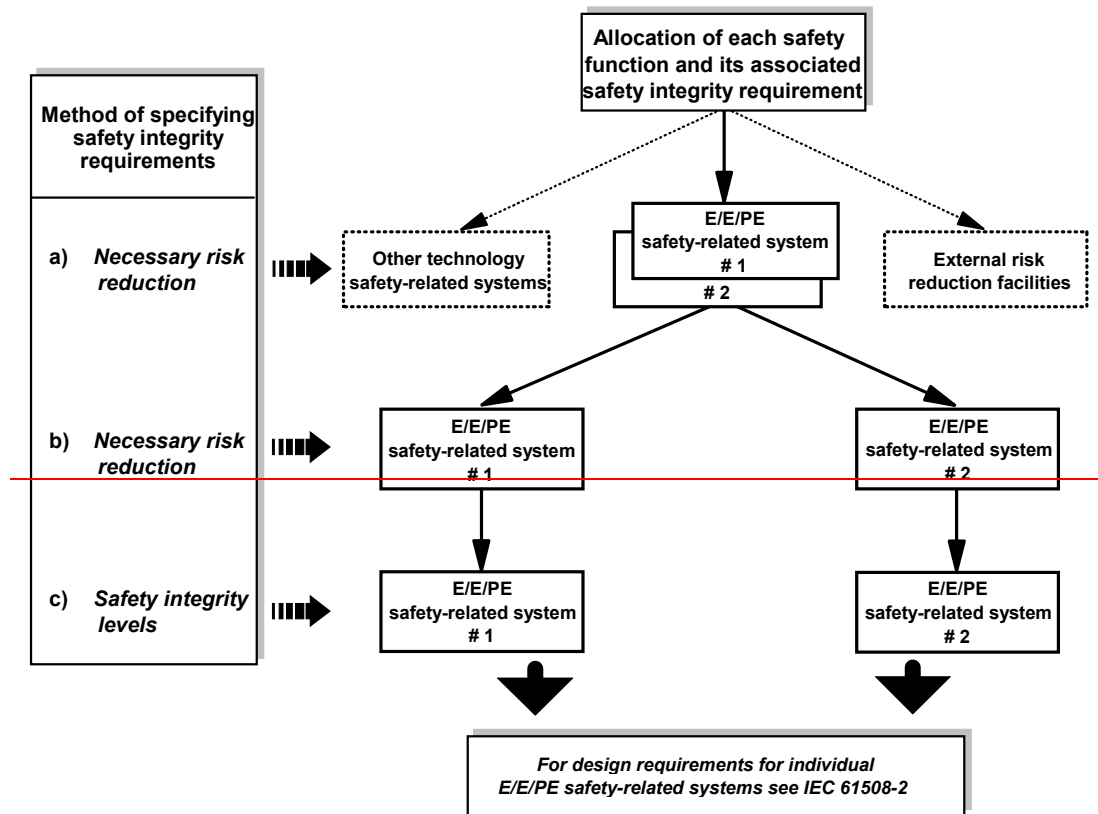 Allocation of each safety
function and its associated
safety integrity requirement
Method of specifying
safety integrity
requirements
a) Necessary risk
reduction
Other technology
safety-related systems
E/E/PE
safety-related system
# 1
# 2
External risk
reduction facilities
b) Necessary risk
reduction
E/E/PE
safety-related system
# 1
E/E/PE
safety-related system
# 2
c) Safety integrity
levels
E/E/PE
safety-related system
# 1
E/E/PE
safety-related system
# 2
For design requirements for individual
E/E/PE safety-related systems see IEC 61508-2